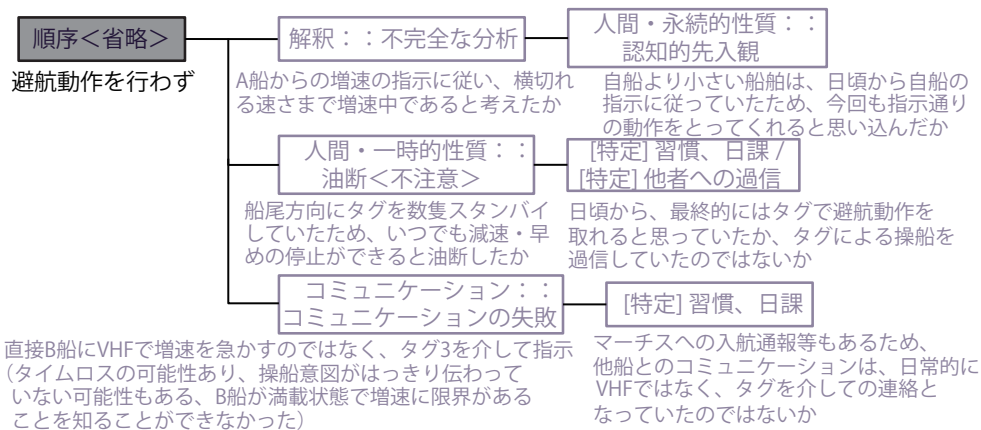 順序＜省略＞
避航動作を行わず
解釈：：不完全な分析
A船からの増速の指示に従い、横切れ
る速さまで増速中であると考えたか
人間・永続的性質：：
認知的先入観
自船より小さい船舶は、日頃から自船の
指示に従っていたため、今回も指示通り
の動作をとってくれると思い込んだか
人間・一時的性質：：
油断＜不注意＞
船尾方向にタグを数隻スタンバイ
していたため、いつでも減速・早
めの停止ができると油断したか
[特定] 習慣、日課 /
[特定] 他者への過信
日頃から、最終的にはタグで避航動作を
取れると思っていたか、タグによる操船を
過信していたのではないか
コミュニケーション：：
コミュニケーションの失敗
直接B船にVHFで増速を急かすのではなく、タグ3を介して指示
（タイムロスの可能性あり、操船意図がはっきり伝わって
いない可能性もある、B船が満載状態で増速に限界がある
ことを知ることができなかった）
[特定] 習慣、日課
マーチスへの入航通報等もあるため、
他船とのコミュニケーションは、日常的に
VHFではなく、タグを介しての連絡と
なっていたのではないか